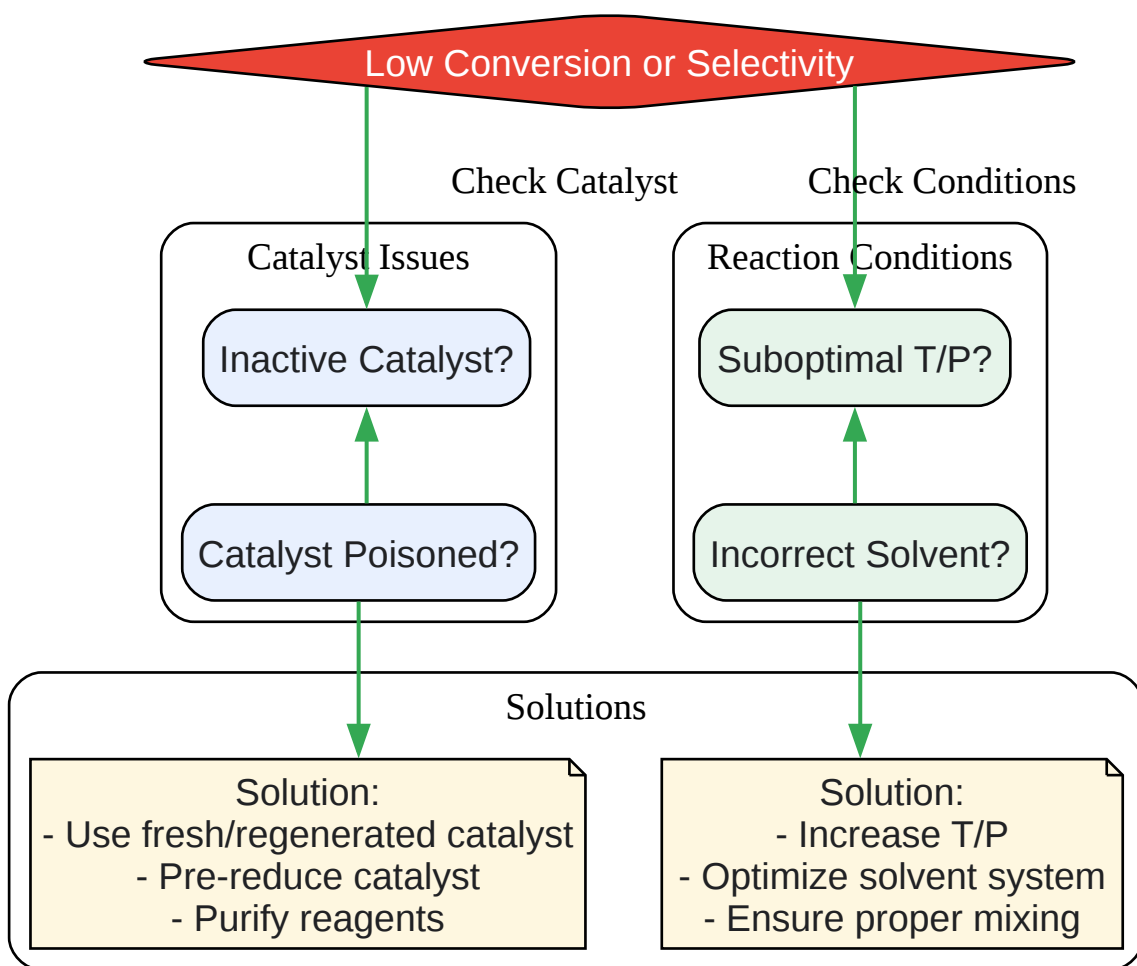 Low Conversion or Selectivity
Check Catalyst
Check Conditions
Catalyst Issues
Reaction Conditions
Inactive Catalyst?
Suboptimal T/P?
Catalyst Poisoned?
Incorrect Solvent?
Solutions
Solution:
- Use fresh/regenerated catalyst
- Pre-reduce catalyst
- Purify reagents
Solution:
- Increase T/P
- Optimize solvent system
- Ensure proper mixing